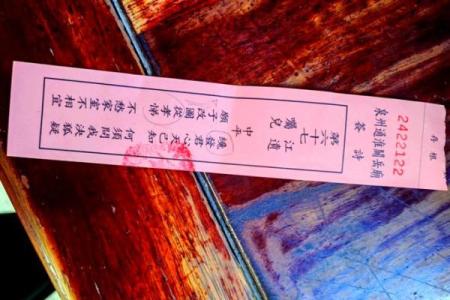 存根
2422122
泉州通淮關岳廟
簽詩
第六
十七
中平
纔發君心天已知
何須問我決狐疑
願子改圖從孝悌
不愁家室不相宜